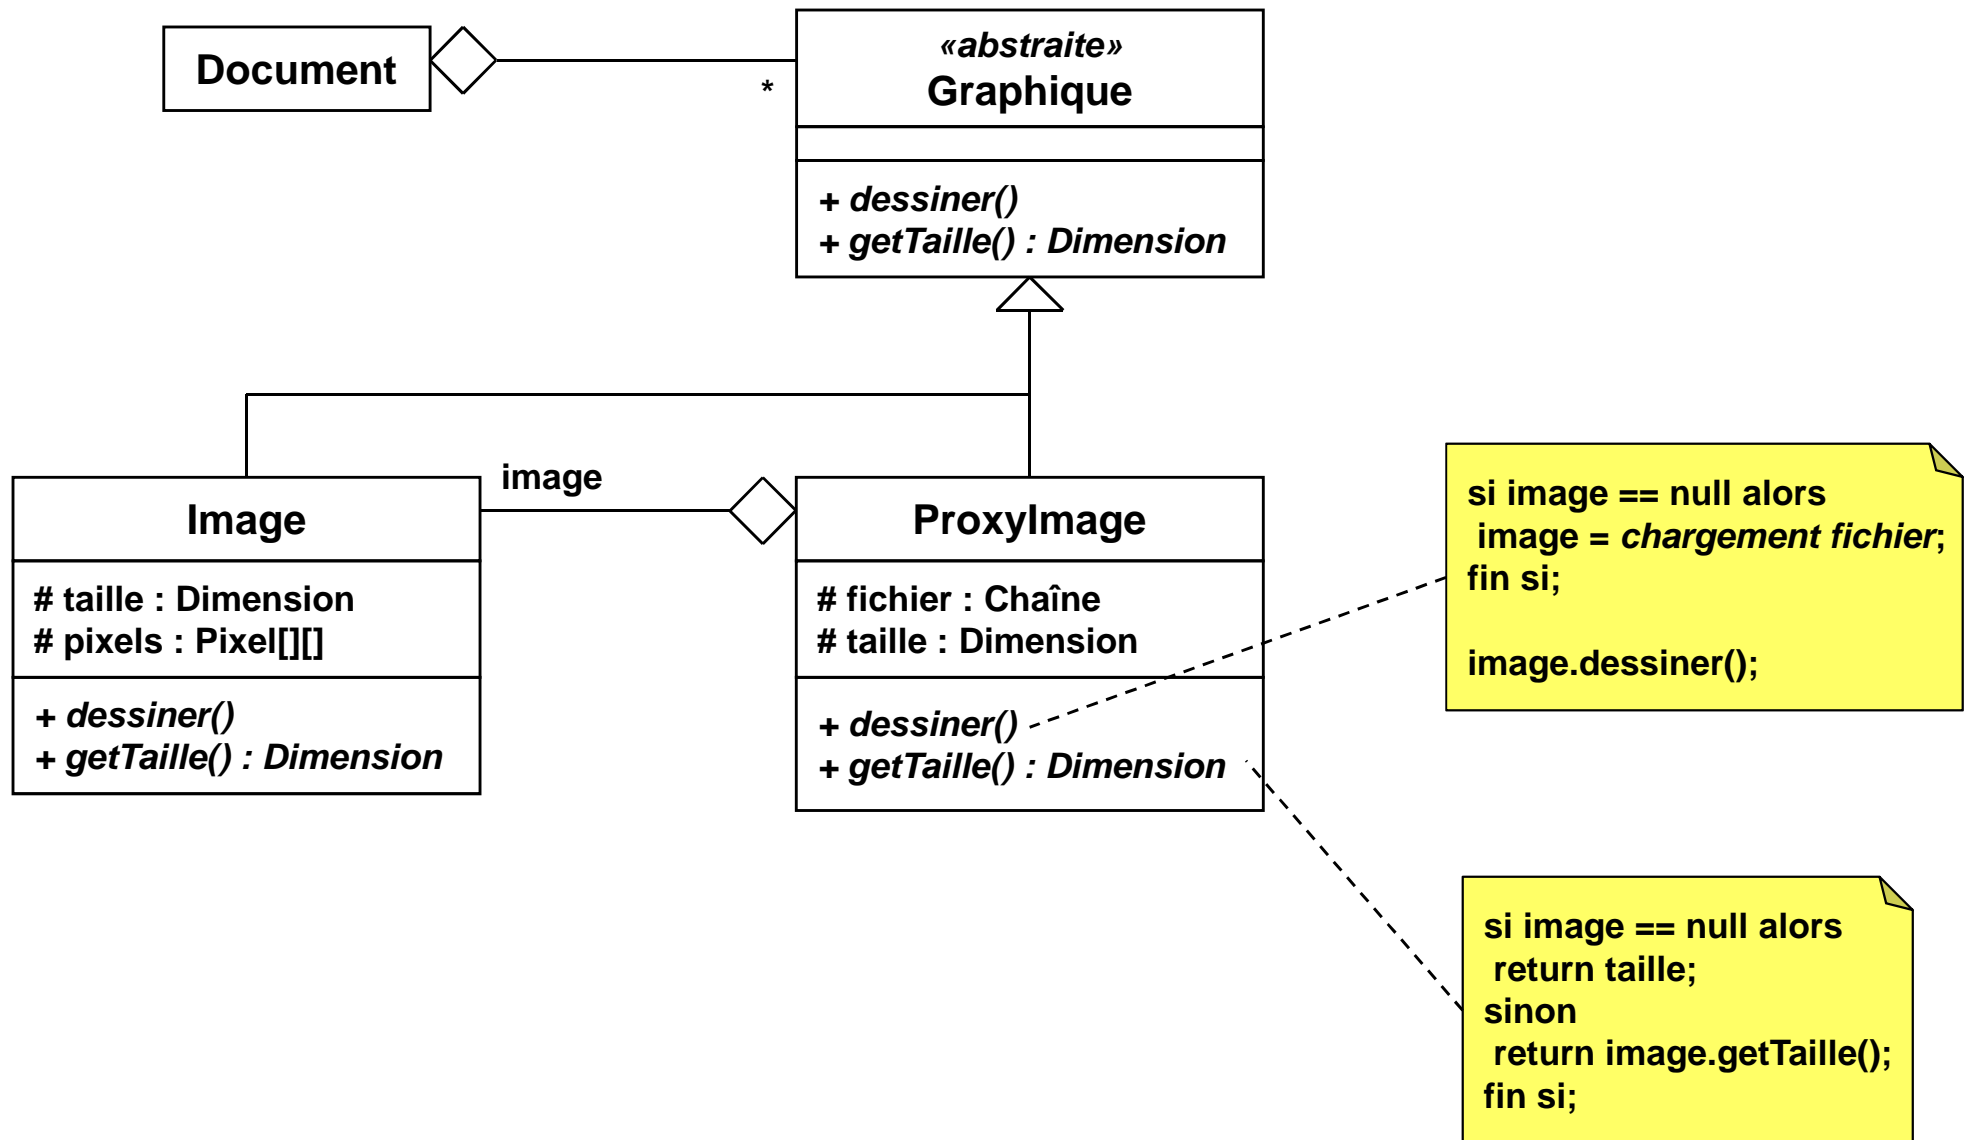 Document
*
«abstraite»
Graphique
+ dessiner()
+ getTaille() : Dimension
image
Image
# taille : Dimension
# pixels : Pixel[][]
+ dessiner()
+ getTaille() : Dimension
ProxyImage
# fichier : Chaîne
# taille : Dimension
+ dessiner()
+ getTaille() : Dimension
si image == null alors
image = chargement fichier;
fin si;
image.dessiner();
si image == null alors
return taille;
sinon
return image.getTaille();
fin si;